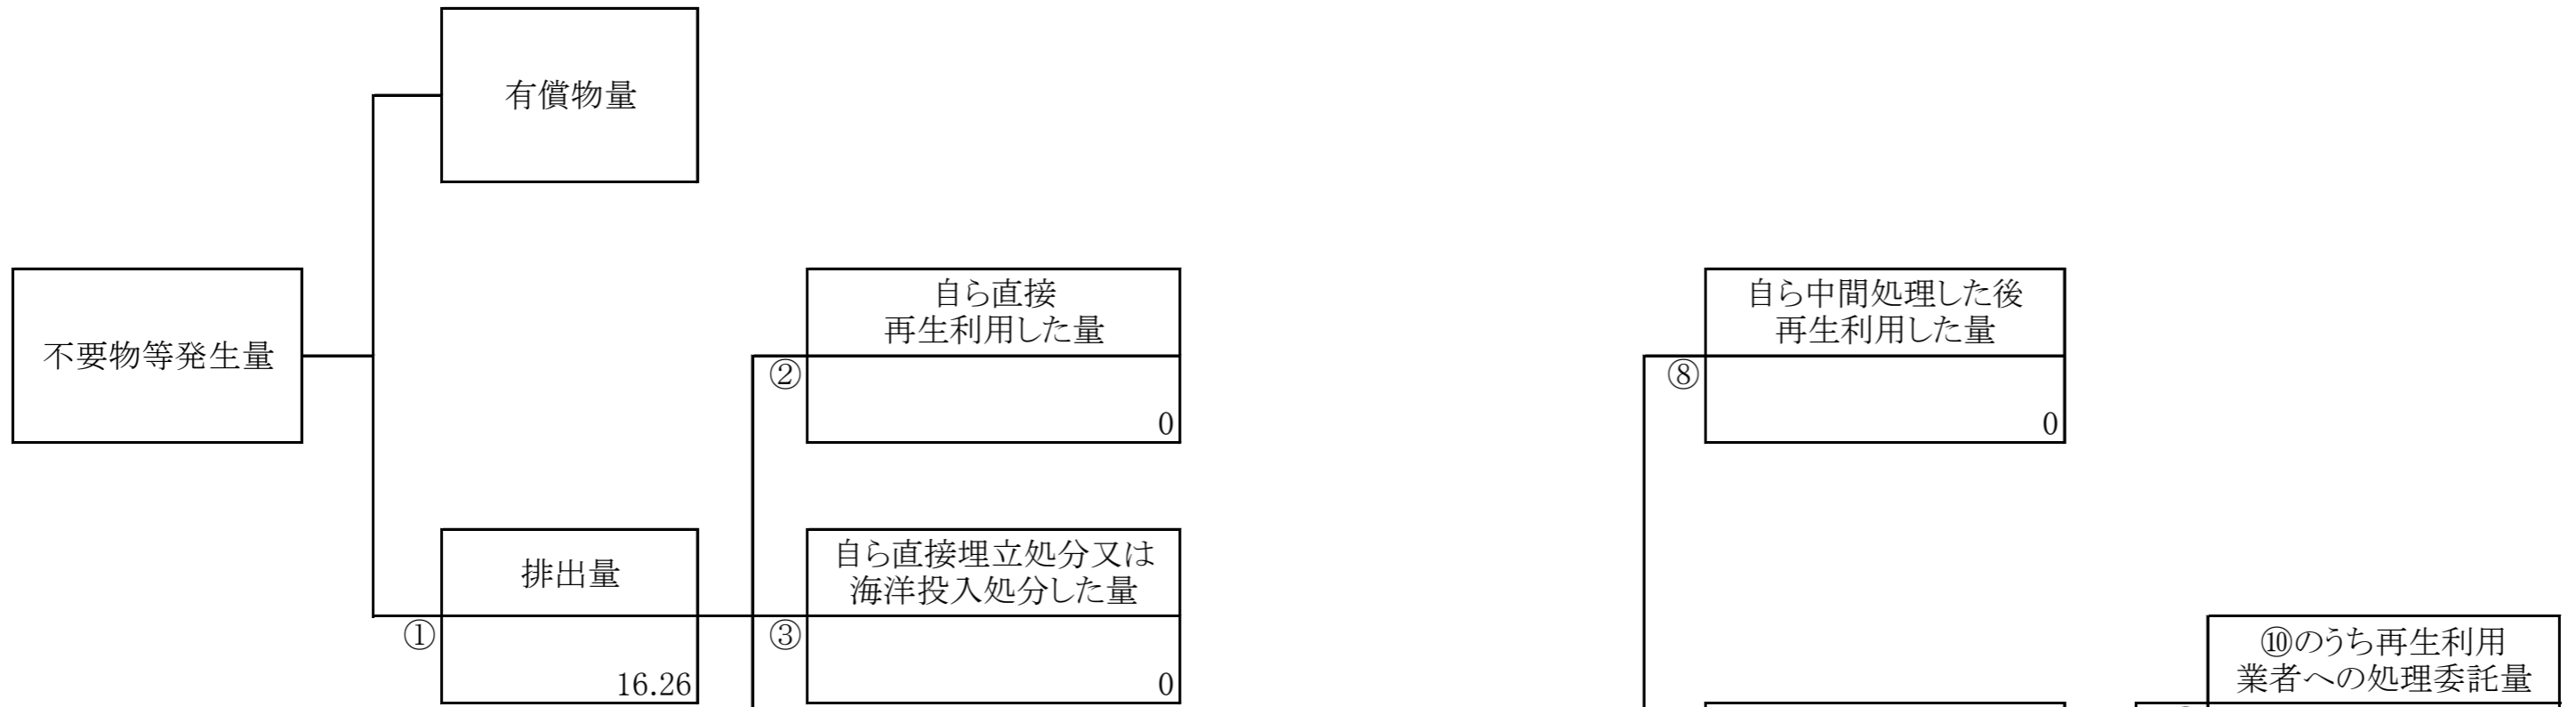 有償物量
不要物等発生量
自ら直接
再生利用した量
②
0
自ら中間処理した後
再生利用した量
⑧
0
排出量
①
16.26
自ら直接埋立処分又は
海洋投入処分した量
③
0
⑩のうち再生利用
業者への処理委託量